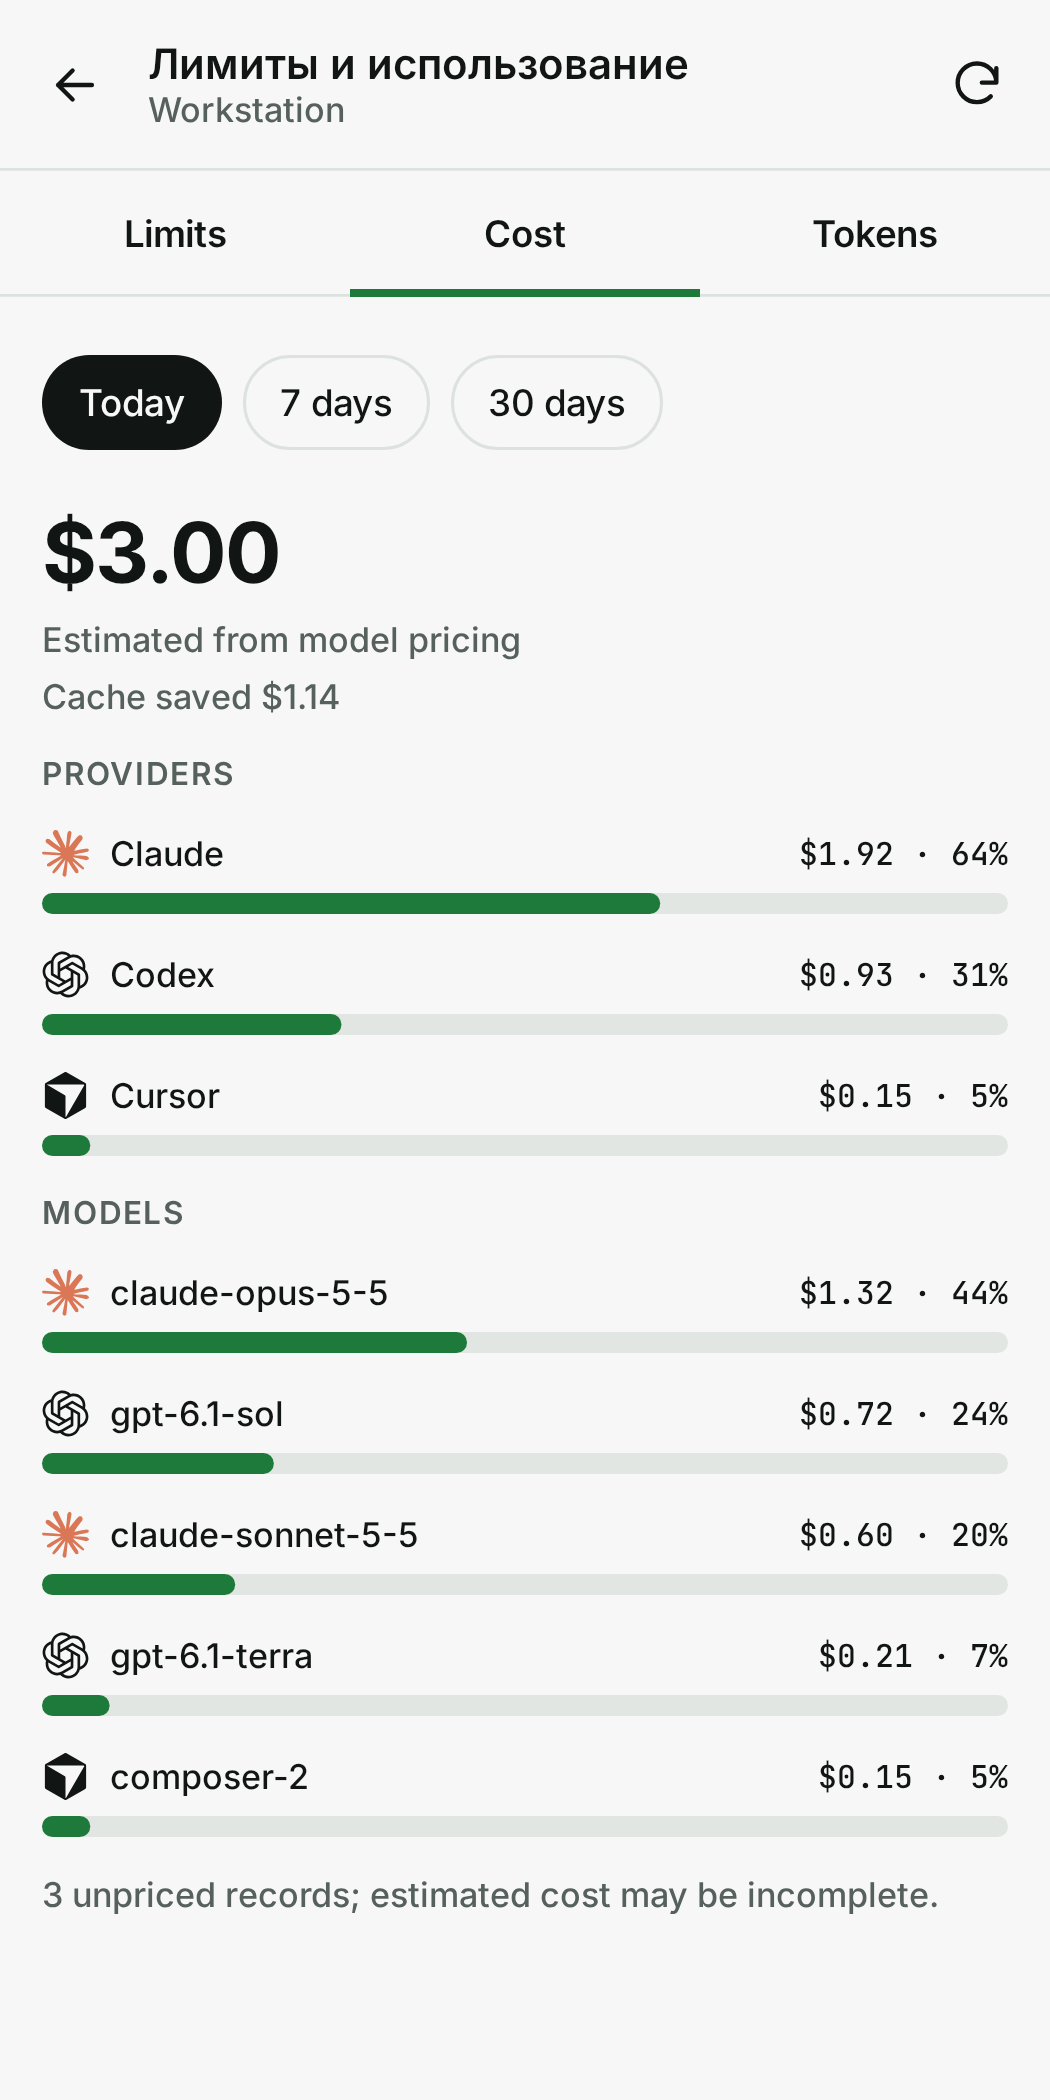 Лимиты и использование
Workstation
Limits Cost Tokens
Today 7 days 30 days
$3.00
Estimated from model pricing
Cache saved $1.14
PROVIDERS
Claude $1.92 · 64%
Codex $0.93 · 31%
Cursor $0.15 · 5%
MODELS
claude-opus-5-5 $1.32 · 44%
gpt-6.1-sol $0.72 · 24%
claude-sonnet-5-5 $0.60 · 20%
gpt-6.1-terra $0.21 · 7%
composer-2 $0.15 · 5%
3 unpriced records; estimated cost may be incomplete.